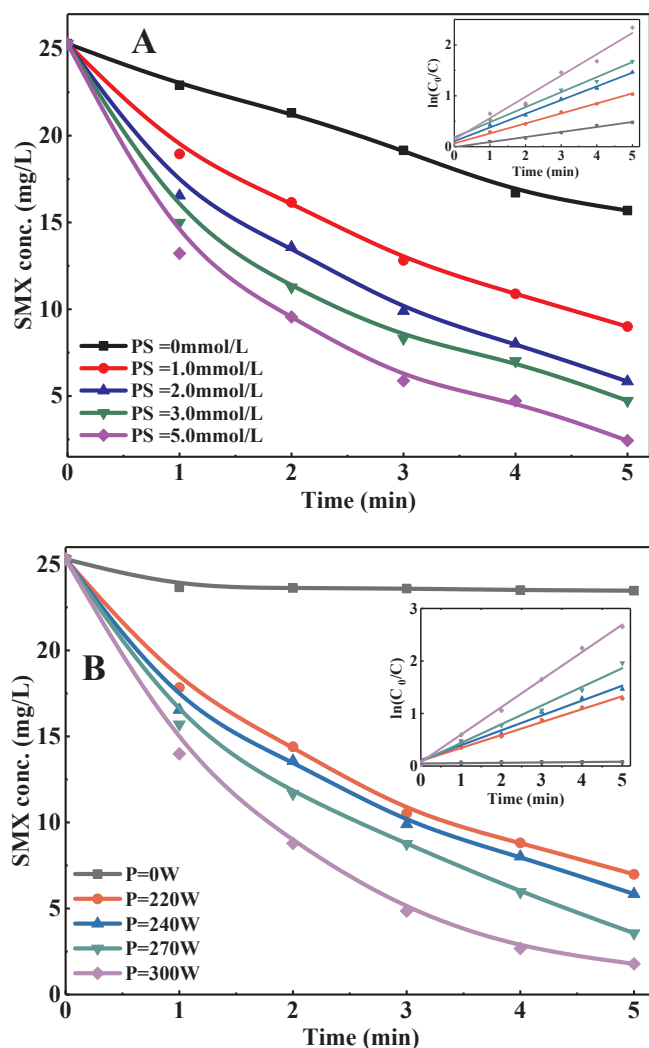 A
25
20
15
10
5
0
1
2
3
4
5
SMX conc. (mg/L)
Time (min)
PS =0mmol/L
PS =1.0mmol/L
PS =2.0mmol/L
PS =3.0mmol/L
PS =5.0mmol/L
2
1
0
0
1
2
3
4
5
ln(C0/C)
Time (min)
B
25
20
15
10
5
0
0
1
2
3
4
5
SMX conc. (mg/L)
Time (min)
P=0W
P=220W
P=240W
P=270W
P=300W
3
2
1
0
0
1
2
3
4
5
ln(C0/C)
Time (min)